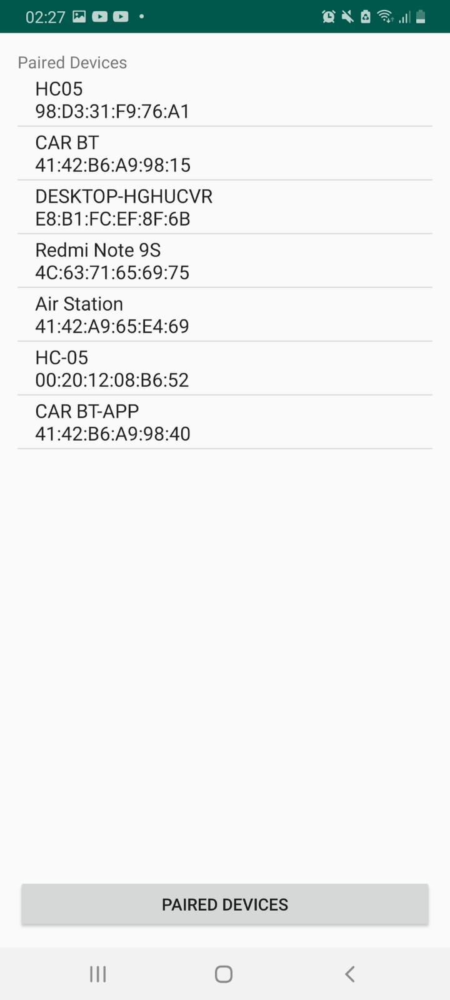 02:27
Paired Devices
HC05
98:D3:31:F9:76:A1
CAR BT
41:42:B6:A9:98:15
DESKTOP-HGHUCVR
E8:B1:FC:EF:8F:6B
Redmi Note 9S
4C:63:71:65:69:75
Air Station
41:42:A9:65:E4:69
HC-05
00:20:12:08:B6:52
CAR BT-APP
41:42:B6:A9:98:40
PAIRED DEVICES